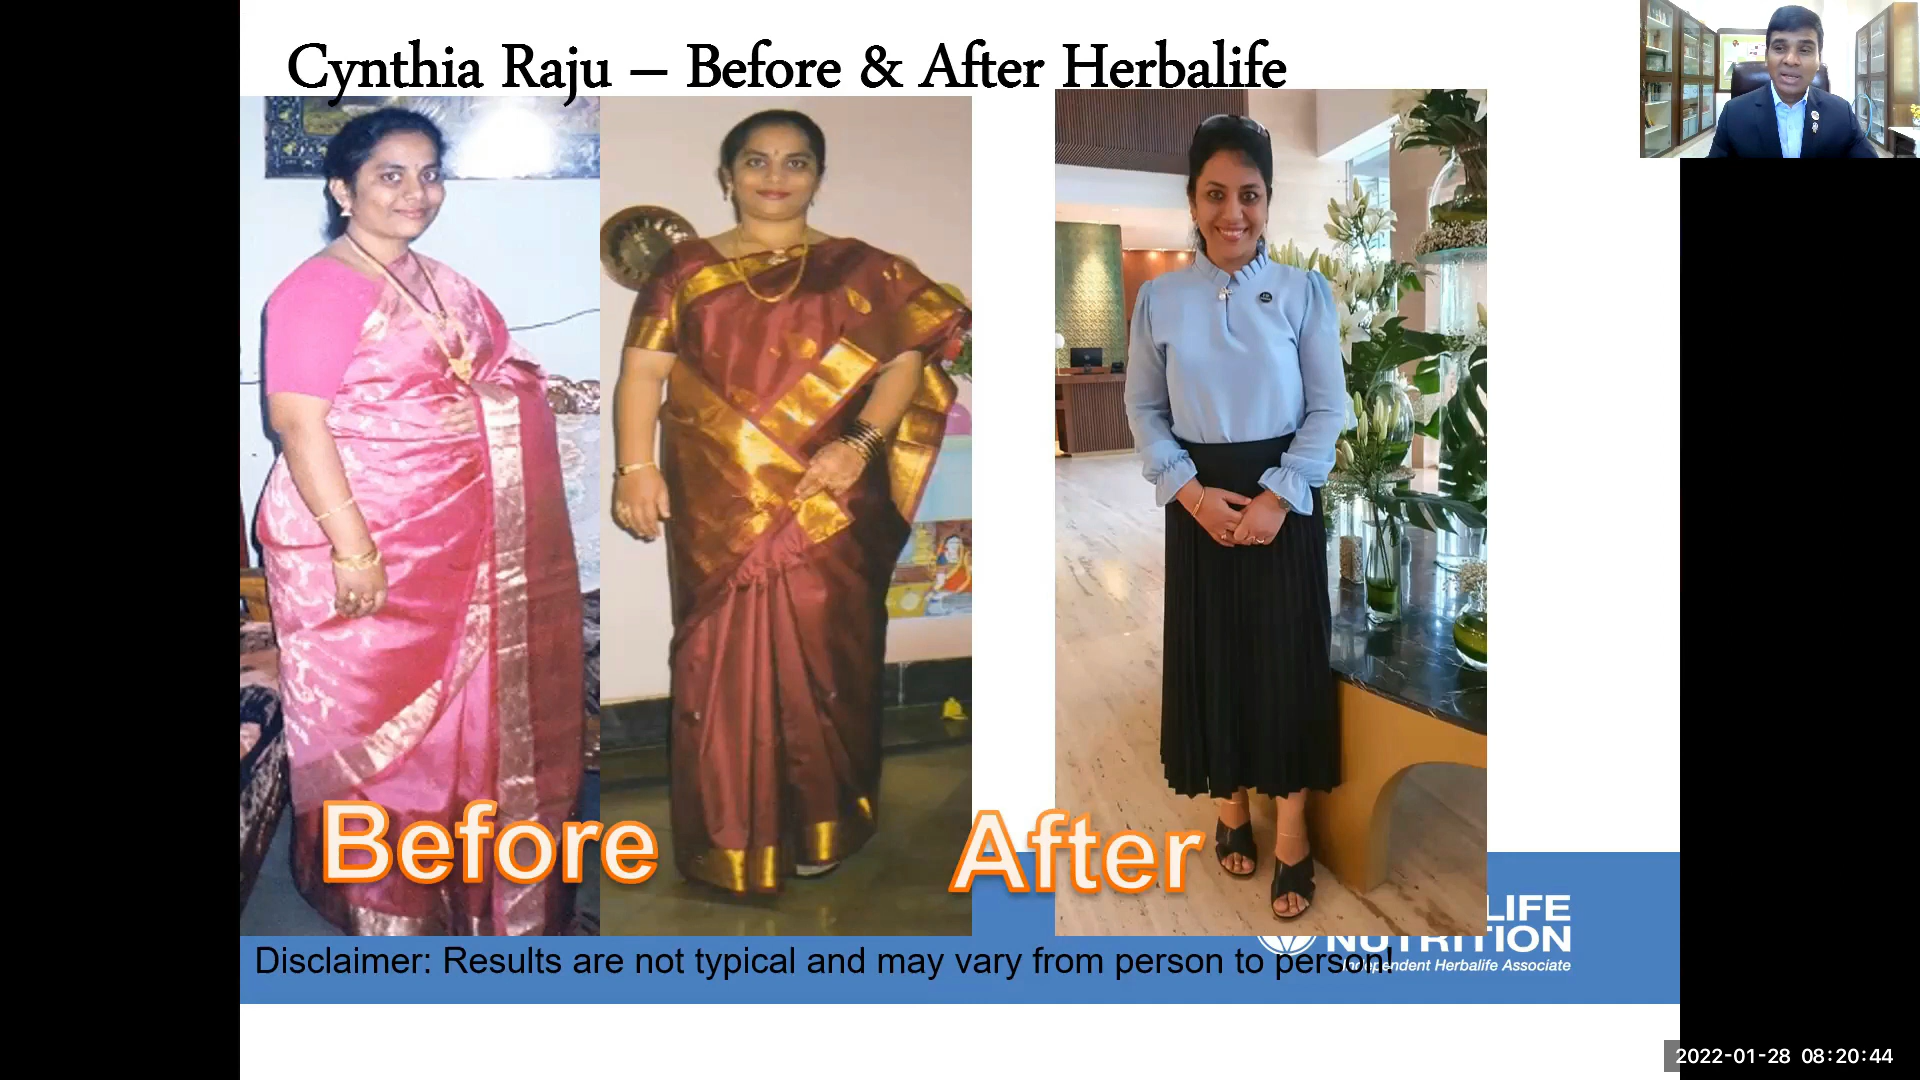 Cynthia Raju – Before & After Herbalife
Before
After
LIFE
NUTRITION
Independent Herbalife Associate
Disclaimer: Results are not typical and may vary from person to person!
2022-01-28 08:20:44